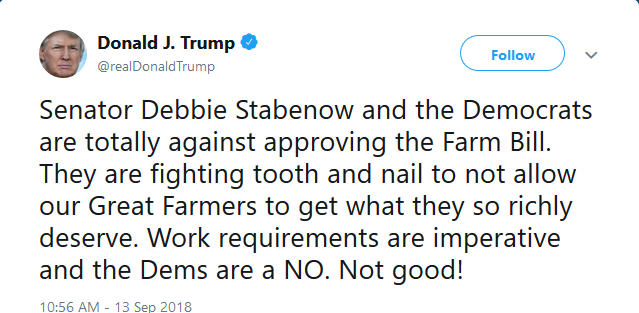 Donald J. Trump
@realDonaldTrump
Follow
Senator Debbie Stabenow and the Democrats
are totally against approving the Farm Bill.
They are fighting tooth and nail to not allow
our Great Farmers to get what they so richly
deserve. Work requirements are imperative
and the Dems are a NO. Not good!
10:56 AM - 13 Sep 2018